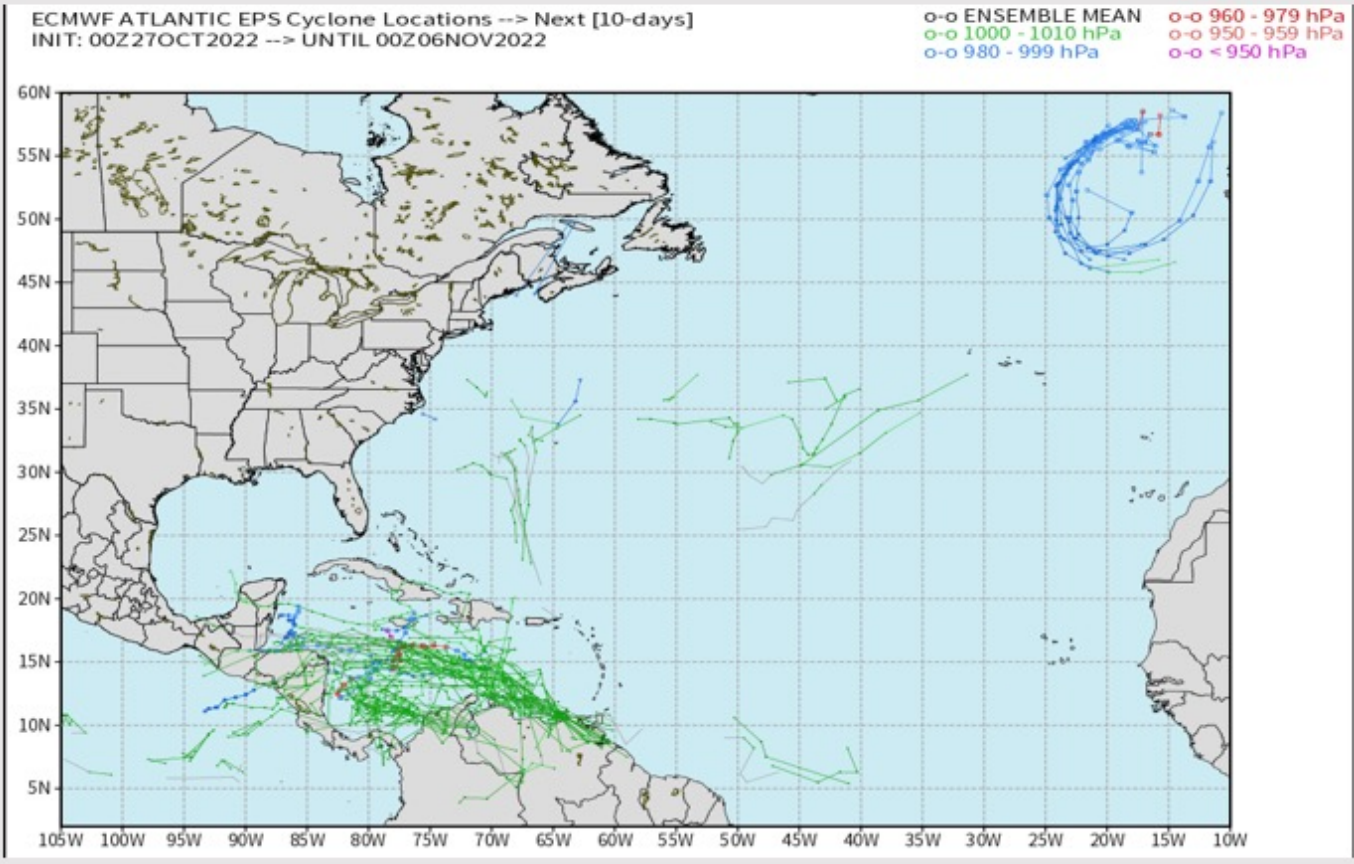 ECMWF ATLANTIC EPS Cyclone Locations --> Next [10-days]
INIT: 00Z27OCT2022 --> UNTIL 00Z06NOV2022
o-o ENSEMBLE MEAN
o-o 1000 - 1010 hPa
o-o 980 - 999 hPa
o-o 960 - 979 hPa
o-o 950 - 959 hPa
o-o < 950 hPa
60N
55N
50N
45N
40N
35N
30N
25N
20N
15N
10N
5N
105W 100W 95W 90W 85W 80W 75W 70W 65W 60W 55W 50W 45W 40W 35W 30W 25W 20W 15W 10W